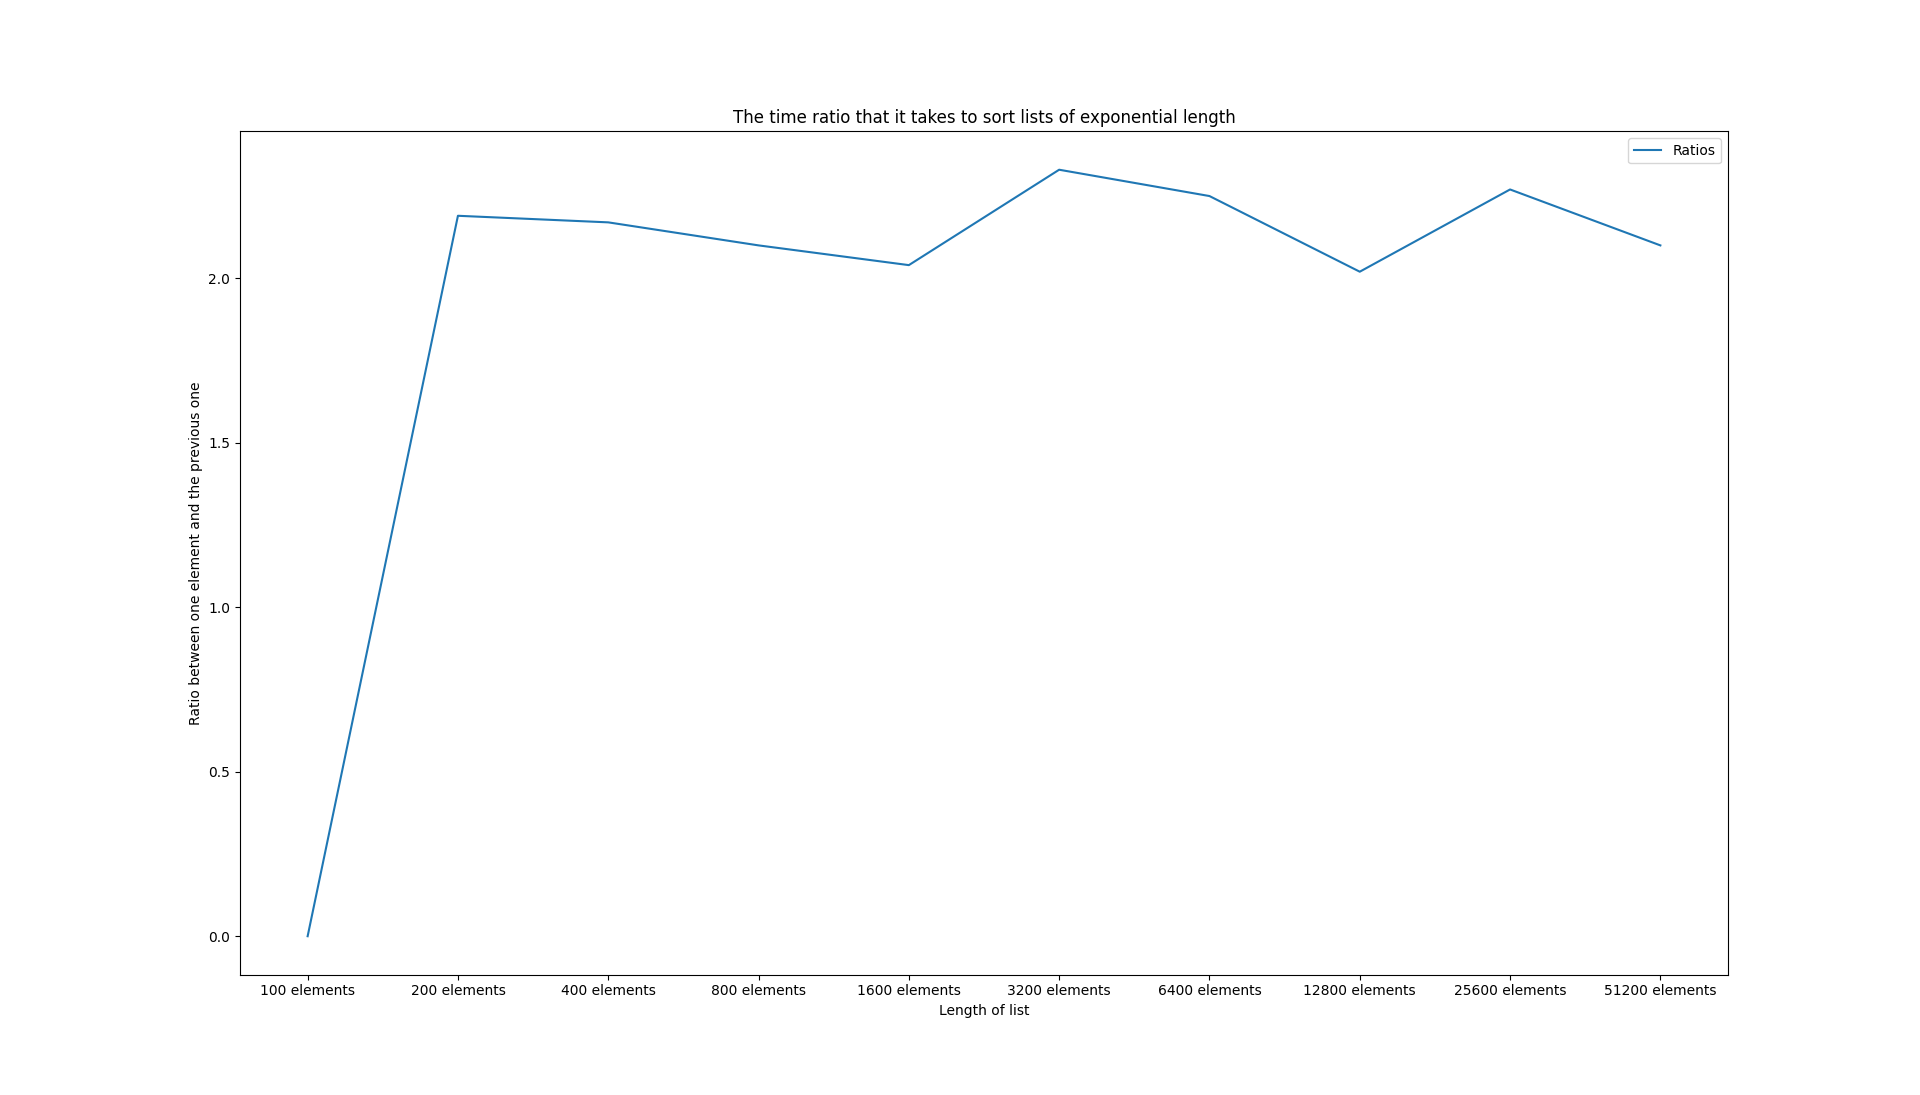 The time ratio that it takes to sort lists of exponential length
Ratios
Ratio between one element and the previous one
2.0
1.5
1.0
0.5
0.0
100 elements 200 elements 400 elements 800 elements 1600 elements 3200 elements 6400 elements 12800 elements 25600 elements 51200 elements
Length of list